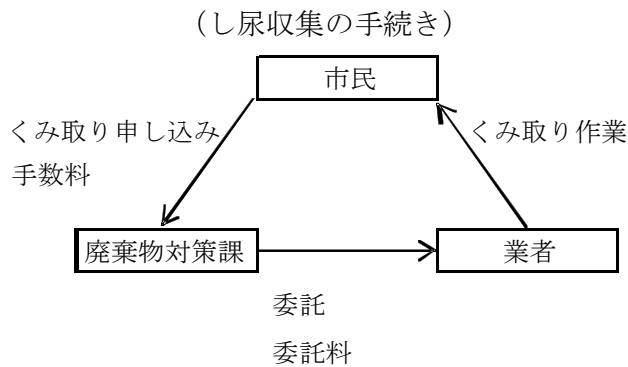 （し尿収集の手続き）
市民
くみ取り申し込み
手数料
くみ取り作業
廃棄物対策課
業者
委託
委託料